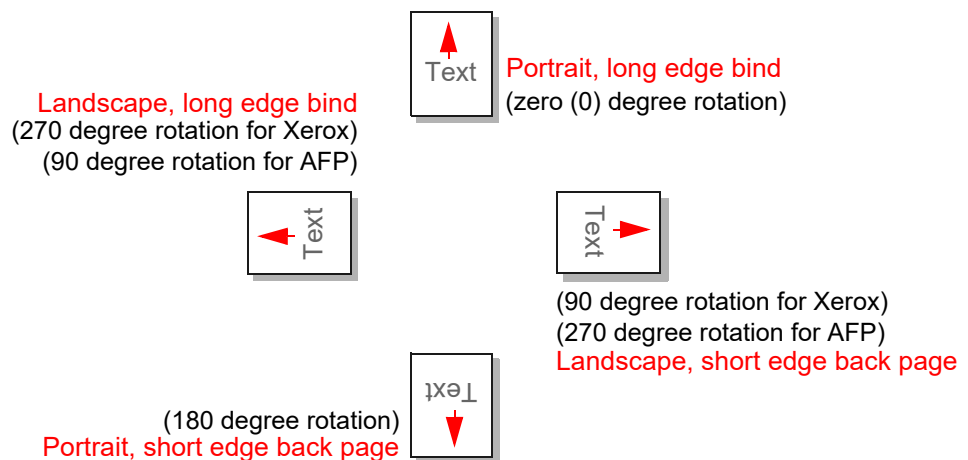 Text
Portrait, long edge bind
(zero (0) degree rotation)
Landscape, long edge bind
(270 degree rotation for Xerox)
(90 degree rotation for AFP)
Text
Text
(90 degree rotation for Xerox)
(270 degree rotation for AFP)
Landscape, short edge back page
Text
(180 degree rotation)
Portrait, short edge back page